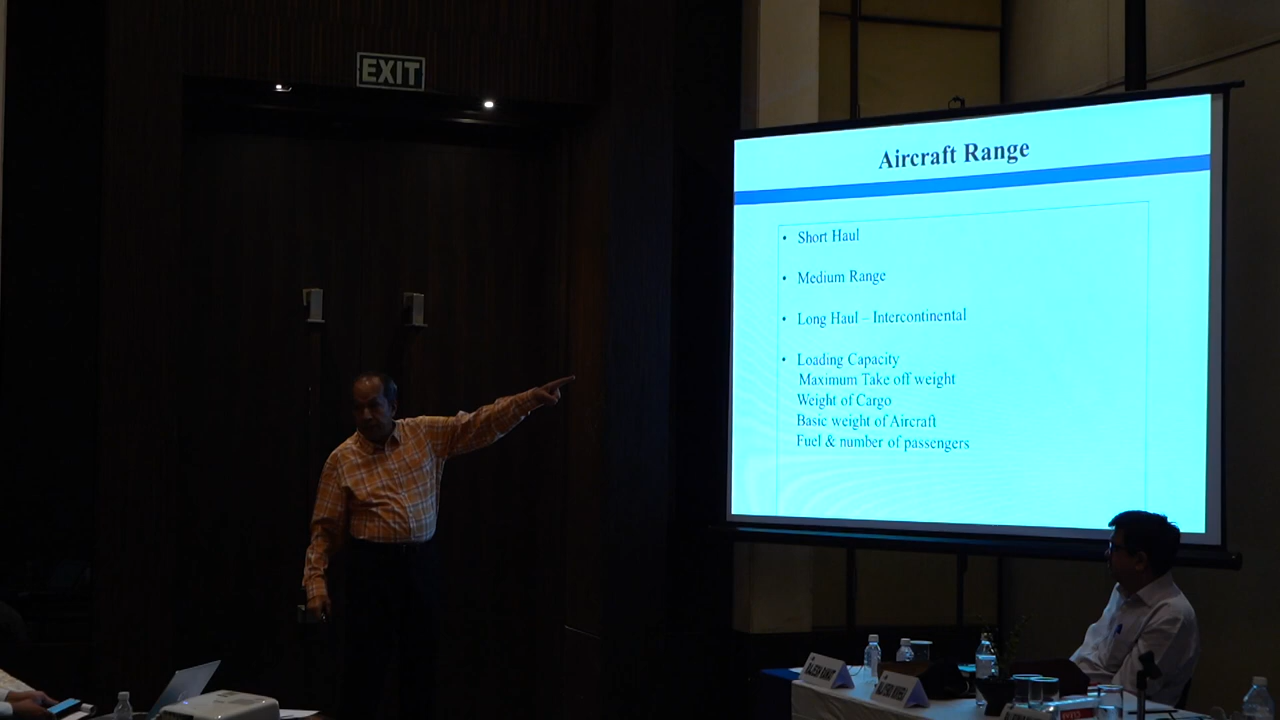 EXIT
Aircraft Range
• Short Haul
• Medium Range
• Long Haul – Intercontinental
• Loading Capacity
Maximum Take off weight
Weight of Cargo
Basic weight of Aircraft
Fuel & number of passengers